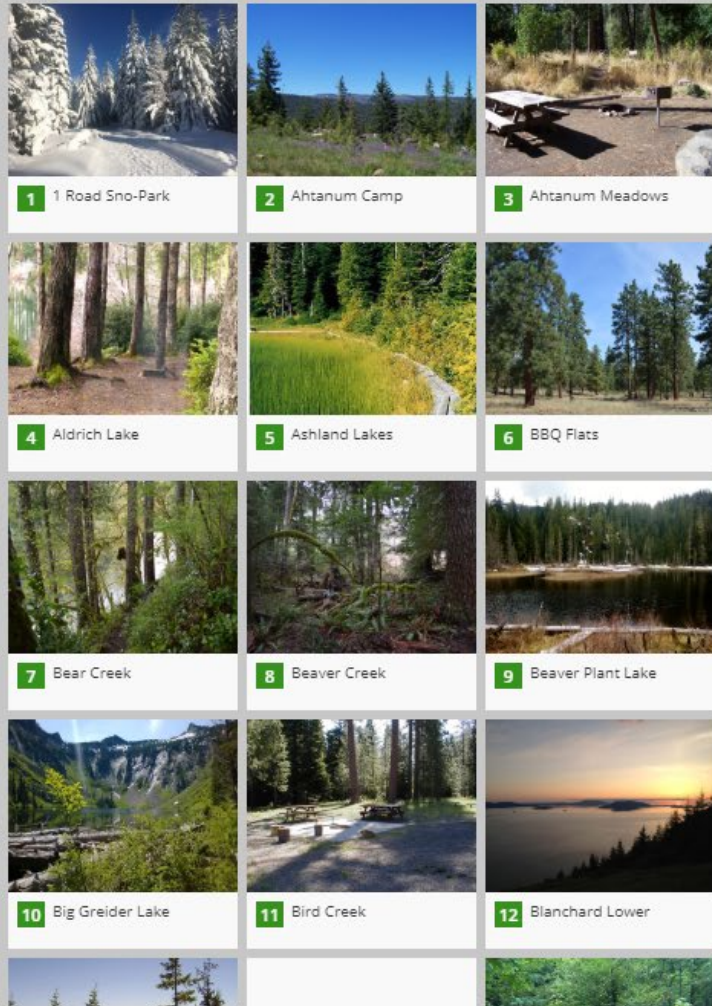 1 1 Road Sno-Park
2 Ahtanum Camp
3 Ahtanum Meadows
4 Aldrich Lake
5 Ashland Lakes
6 BBQ Flats
7 Bear Creek
8 Beaver Creek
9 Beaver Plant Lake
10 Big Greider Lake
11 Bird Creek
12 Blanchard Lower